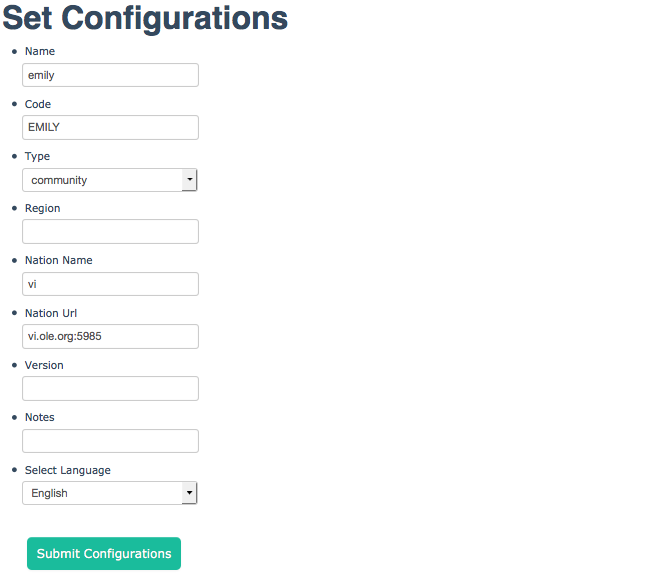 Set Configurations
Name
emily
Code
EMILY
Type
community
Region
Nation Name
vi
Nation Url
vi.ole.org:5985
Version
Notes
Select Language
English
Submit Configurations